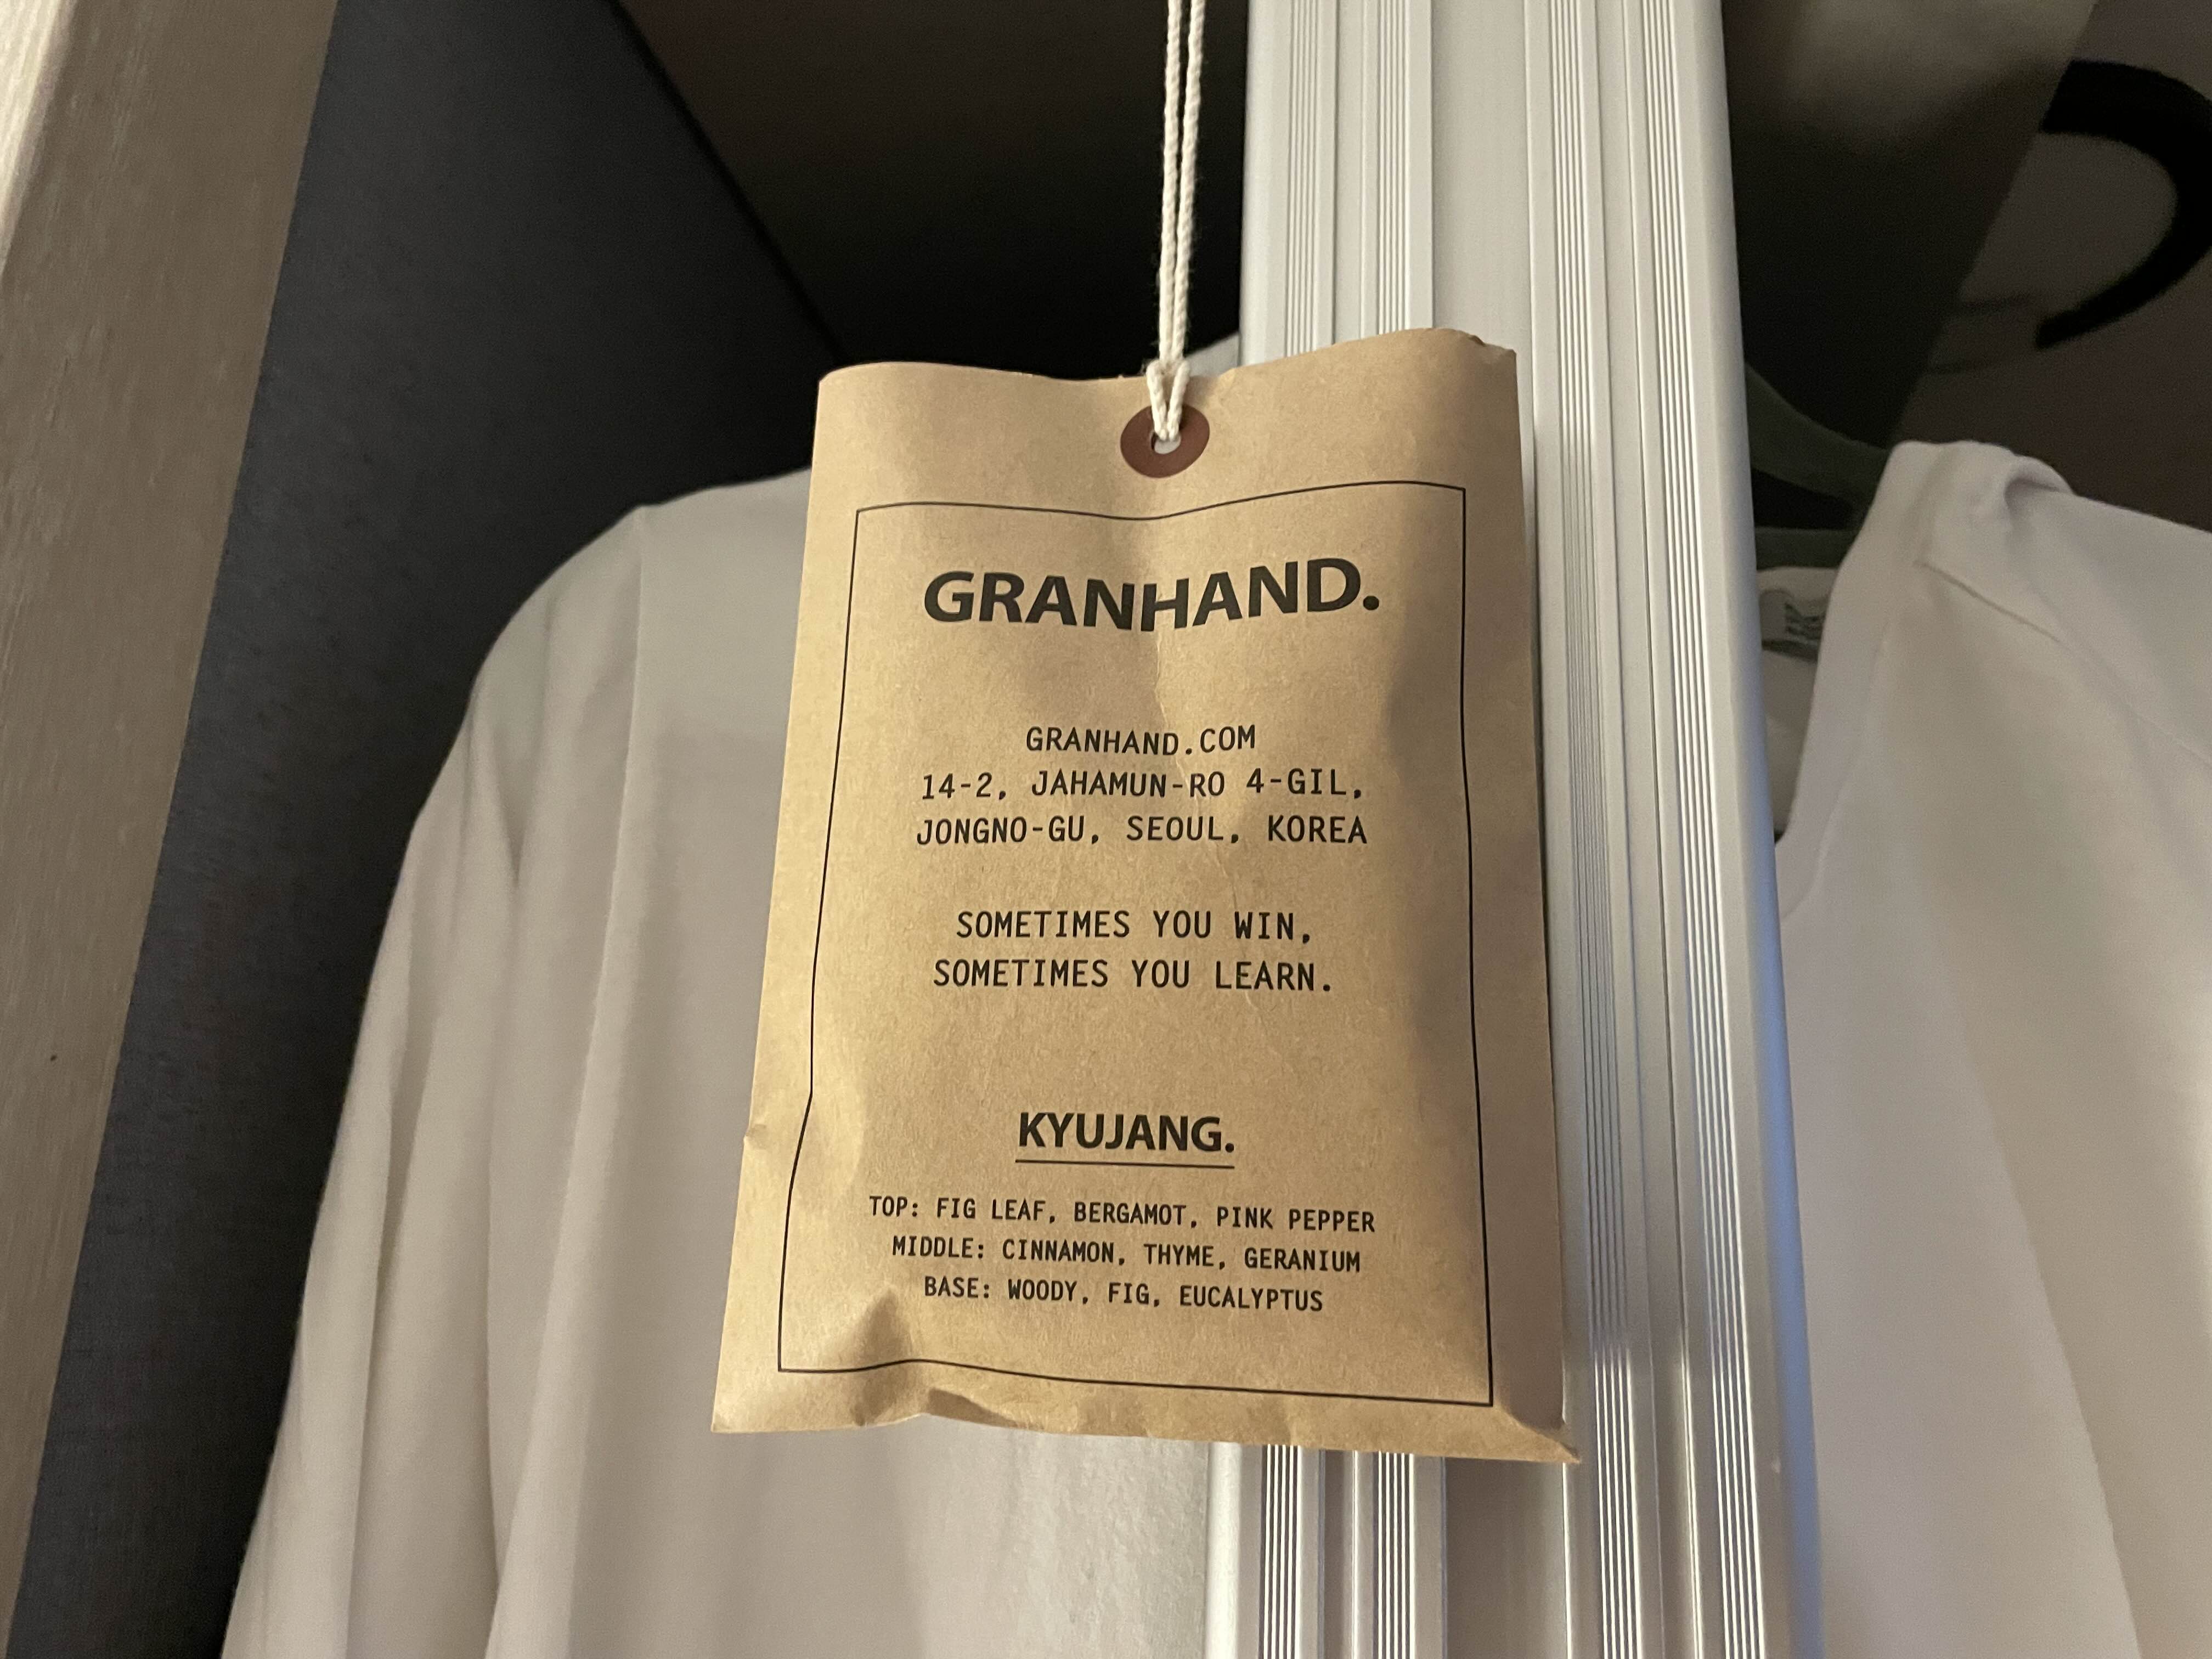 GRANHAND.
GRANHAND.COM
14-2, JAHAMUN-RO 4-GIL,
JONGNO-GU, SEOUL, KOREA
SOMETIMES YOU WIN,
SOMETIMES YOU LEARN.
KYUJANG.
TOP: FIG LEAF, BERGAMOT, PINK PEPPER
MIDDLE: CINNAMON, THYME, GERANIUM
BASE: WOODY, FIG, EUCALYPTUS